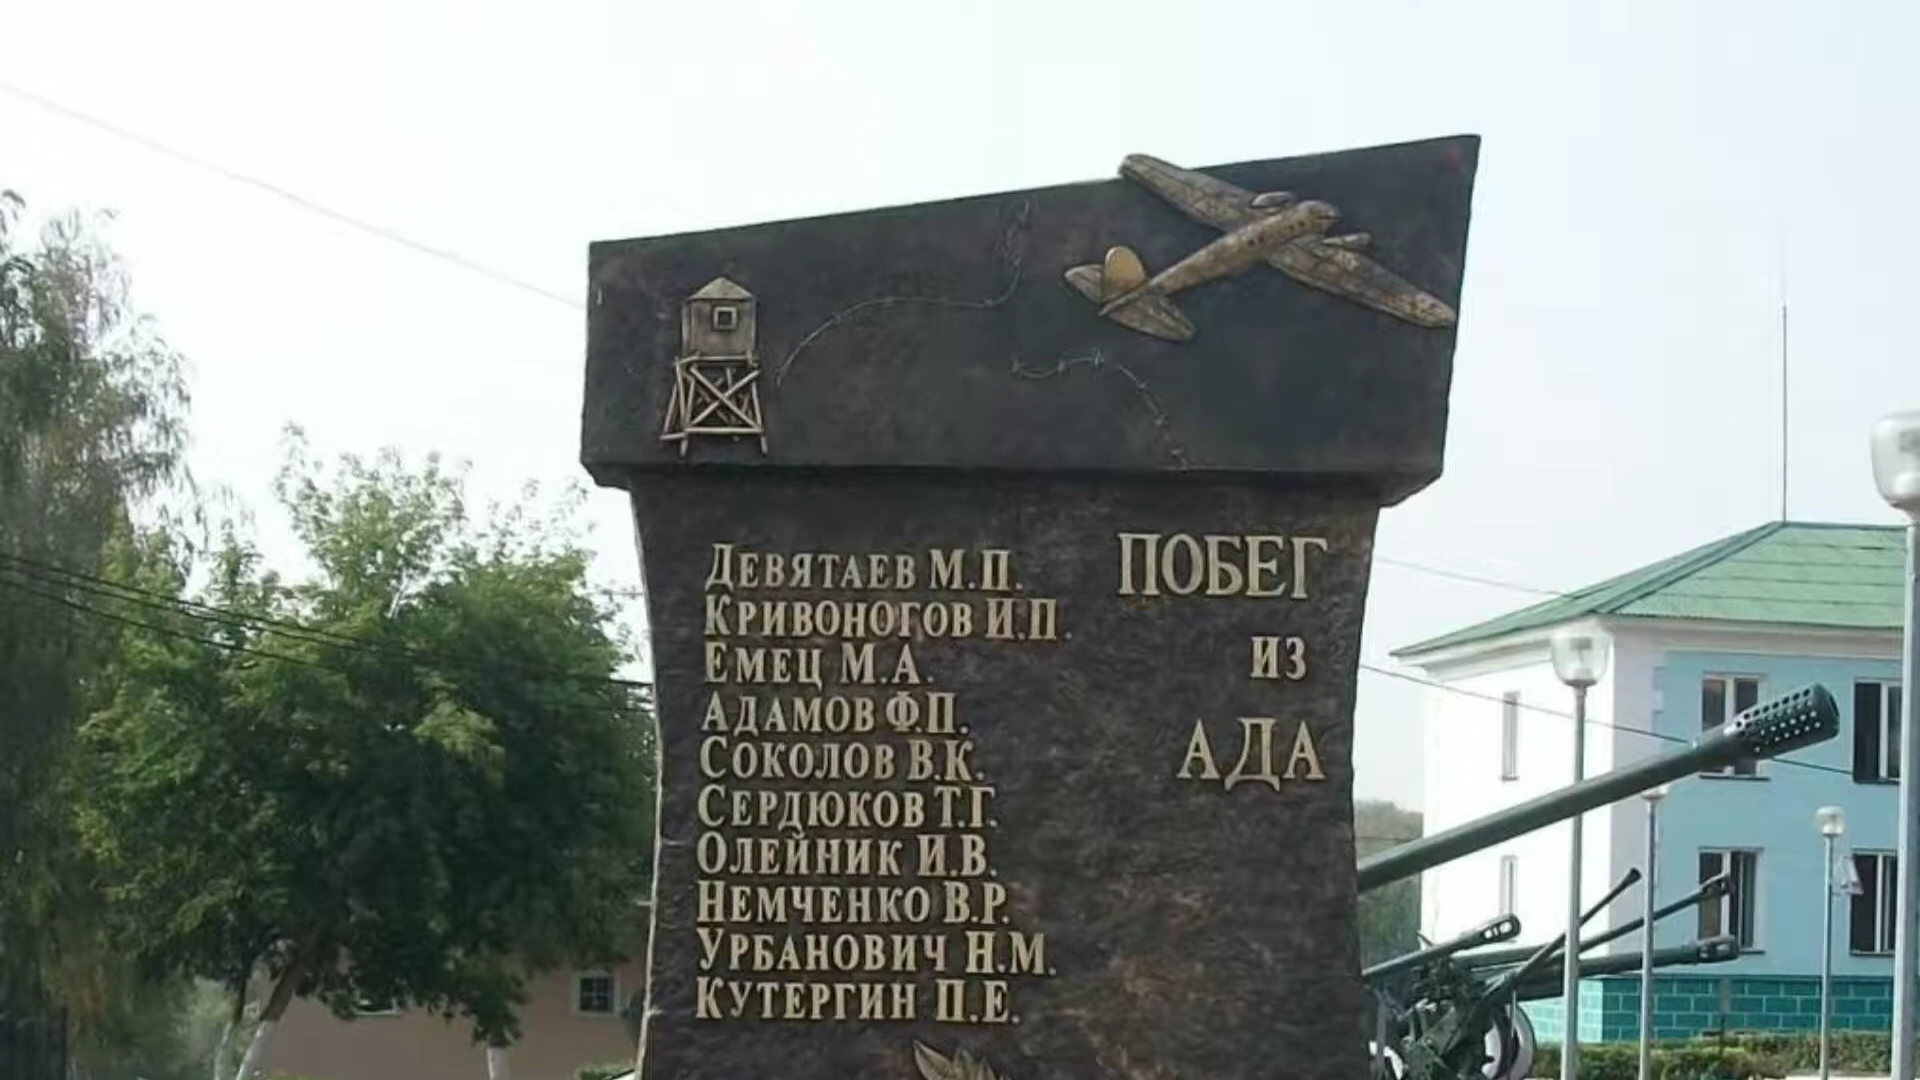 Девятаев М.П.
Кривоногов И.П.
Емец М.А.
Адамов Ф.П.
Соколов В.К.
Сердюков Т.Г.
Олейник И.В.
Немченко В.Р.
Урбанович Н.М.
Кутергин П.Е.
ПОБЕГ
ИЗ
АДА